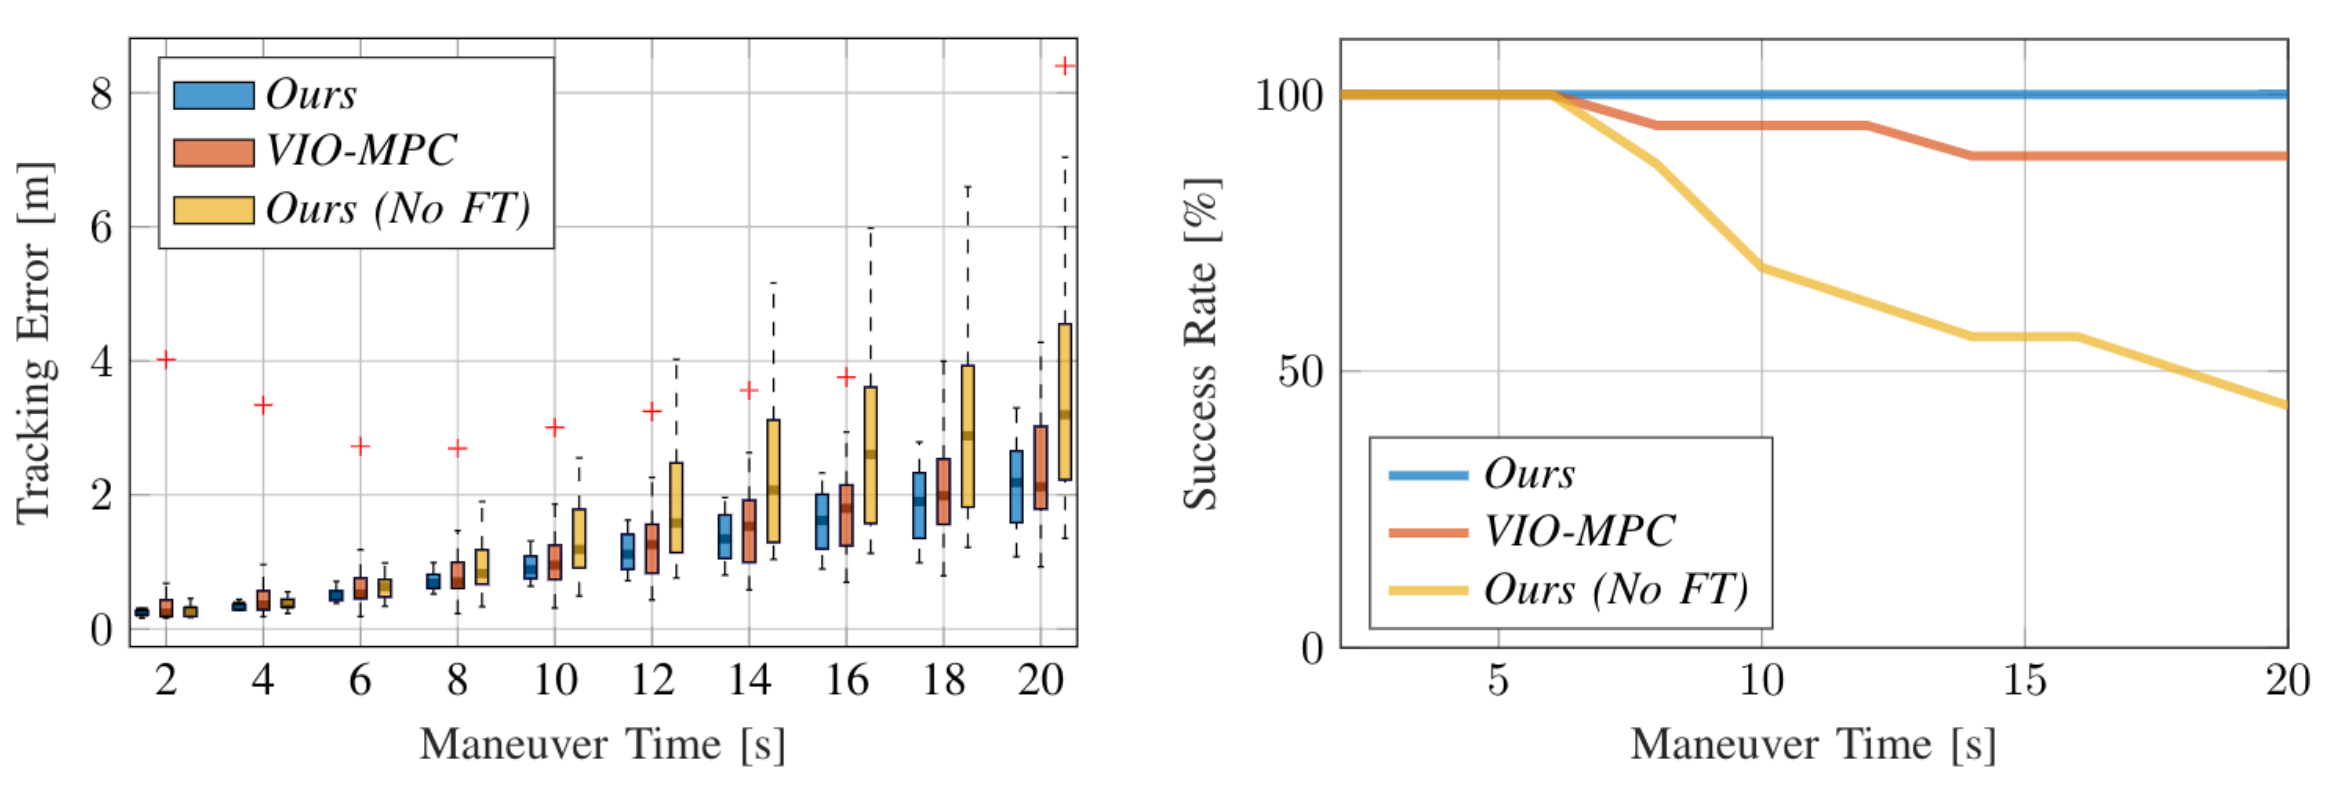 Tracking Error [m]
8
6
4
2
0
Ours
VIO-MPC
Ours (No FT)
2 4 6 8 10 12 14 16 18 20
Maneuver Time [s]
Success Rate [%]
100
50
0
Ours
VIO-MPC
Ours (No FT)
5 10 15 20
Maneuver Time [s]